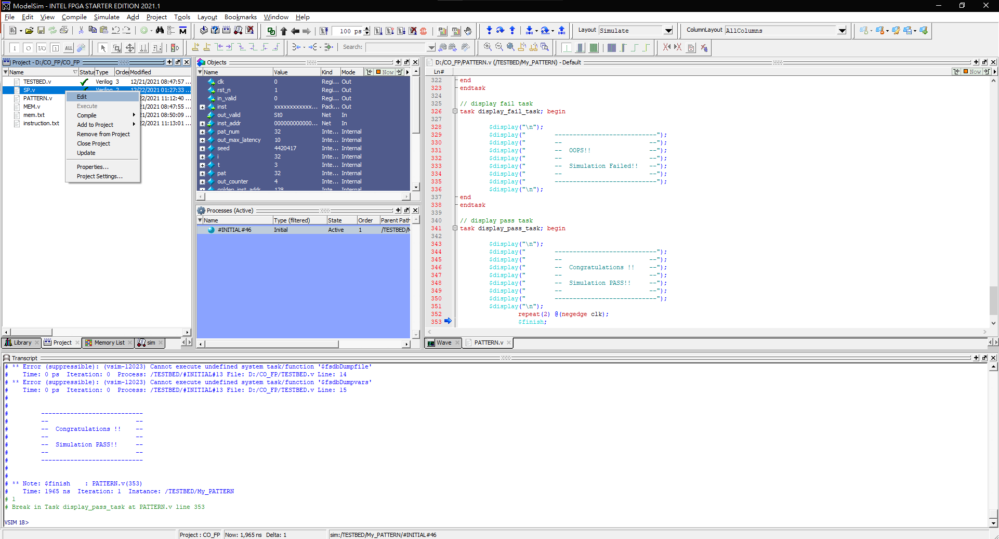 ModelSim - INTEL FPGA STARTER EDITION 2021.1
File Edit View Compile Simulate Add Project Tools Layout Bookmarks Window Help
100 ps
Layout Simulate
ColumnLayout AllColumns
ALL
Search:
Project - D:/CO_FP/CO_FP
Name Status Type Order Modified
TESTBED.v Verilog 3 12/21/2021 08:47:57 ...
SP.v Verilog 2 12/22/2021 01:27:33 ...
PATTERN.v 22/2021 11:12:40 ...
MEM.v 21/2021 08:47:55 ...
mem.txt 21/2021 08:50:09 ...
instruction.txt 22/2021 11:13:01 ...
Edit
Execute
Compile
Add to Project
Remove from Project
Close Project
Update
Properties...
Project Settings...
Library
Project
Memory List
sim
Objects
Name Value Kind Mode Now
clk 0 Regi... Out
rst_n 1 Regi... Out
in_valid 0 Regi... Out
inst xxxxxxxxxxxx... Pack... Out
out_valid St0 Net In
inst_addr 000000000000... Net In
pat_num 32 Inte... Internal
out_max_latency 10 Inte... Internal
seed 4420417 Inte... Internal
i 32 Inte... Internal
t 3 Inte... Internal
pat 32 Inte... Internal
out_counter 4 Inte... Internal
golden_inst_addr 128 Inte... Internal
Processes (Active)
Name Type (filtered) State Order Parent Path
#INITIAL#46 Initial Active 1 /TESTBED/M
D:/CO_FP/PATTERN.v (/TESTBED/My_PATTERN) - Default
Ln# Now
322 end
323 endtask
324
325 // display fail task
326 task display_fail_task; begin
327
328 $display("\n");
329 $display("        ----------------------------");
330 $display("        --                        --");
331 $display("        --  OOPS!!                --");
332 $display("        --                        --");
333 $display("        --  Simulation Failed!!   --");
334 $display("        --                        --");
335 $display("        ----------------------------");
336 $display("\n");
337 end
338 endtask
339
340 // display pass task
341 task display_pass_task; begin
342
343 $display("\n");
344 $display("        ----------------------------");
345 $display("        --                        --");
346 $display("        --  Congratulations !!    --");
347 $display("        --                        --");
348 $display("        --  Simulation PASS!!     --");
349 $display("        --                        --");
350 $display("        ----------------------------");
351 $display("\n");
352 repeat(2) @(negedge clk);
353 $finish;
Wave
PATTERN.v
Transcript
# ** Error (suppressible): (vsim-12023) Cannot execute undefined system task/function '$fsdbDumpfile'
#    Time: 0 ps  Iteration: 0  Process: /TESTBED/#INITIAL#13 File: D:/CO_FP/TESTBED.v Line: 14
# ** Error (suppressible): (vsim-12023) Cannot execute undefined system task/function '$fsdbDumpvars'
#    Time: 0 ps  Iteration: 0  Process: /TESTBED/#INITIAL#13 File: D:/CO_FP/TESTBED.v Line: 15
#
#
#         ----------------------------
#         --                        --
#         --  Congratulations !!    --
#         --                        --
#         --  Simulation PASS!!     --
#         --                        --
#         ----------------------------
#
#
# ** Note: $finish    : PATTERN.v(353)
#    Time: 1965 ns  Iteration: 1  Instance: /TESTBED/My_PATTERN
# 1
# Break in Task display_pass_task at PATTERN.v line 353
VSIM 18>
Project : CO_FP Now: 1,965 ns Delta: 1 sim:/TESTBED/My_PATTERN/#INITIAL#46